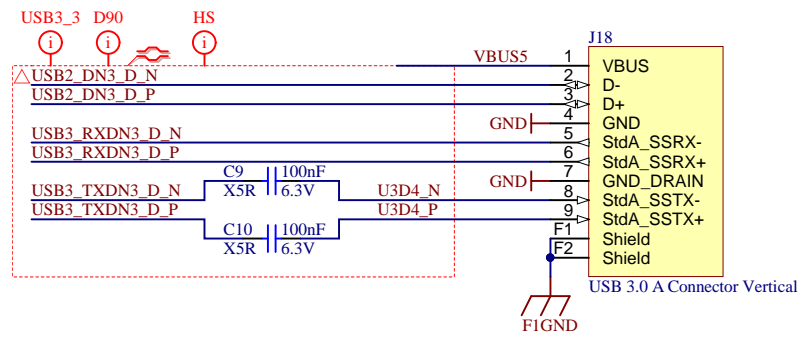 USB3_3 D90 HS
i i i
J18
VBUS5 1 VBUS
USB2_DN3_D_N 2 D-
USB2_DN3_D_P 3 D+
GND 4 GND
USB3_RXDN3_D_N 5 StdA_SSRX-
USB3_RXDN3_D_P 6 StdA_SSRX+
C9 100nF
X5R 6.3V
GND 7 GND_DRAIN
USB3_TXDN3_D_N U3D4_N 8 StdA_SSTX-
USB3_TXDN3_D_P U3D4_P 9 StdA_SSTX+
C10 100nF
X5R 6.3V
F1 Shield
F2 Shield
USB 3.0 A Connector Vertical
F1GND